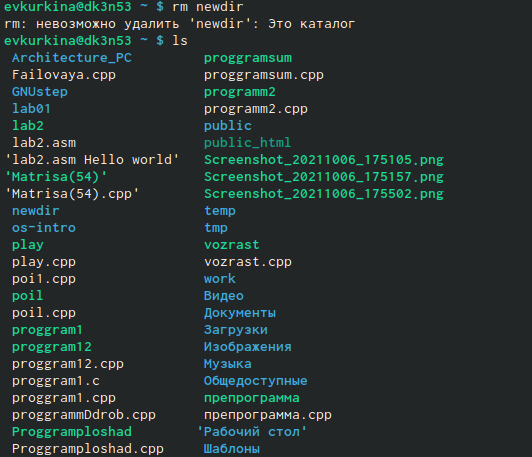 evkurkina@dk3n53 ~ $ rm newdir
rm: невозможно удалить 'newdir': Это каталог
evkurkina@dk3n53 ~ $ ls
Architecture_PC proggramsum
Failovaya.cpp proggramsum.cpp
GNUstep programm2
lab01 programm2.cpp
lab2 public
lab2.asm public_html
'lab2.asm Hello world' Screenshot_20211006_175105.png
'Matrisa(54)' Screenshot_20211006_175157.png
'Matrisa(54).cpp' Screenshot_20211006_175502.png
newdir temp
os-intro tmp
play vozrast
play.cpp vozrast.cpp
poi1.cpp work
poil Видео
poil.cpp Документы
proggram1 Загрузки
proggram12 Изображения
proggram12.cpp Музыка
proggram1.c Общедоступные
proggram1.cpp препрограмма
proggrammDdrob.cpp препрограмма.cpp
Proggramploshad 'Рабочий стол'
Proggramploshad.cpp Шаблоны